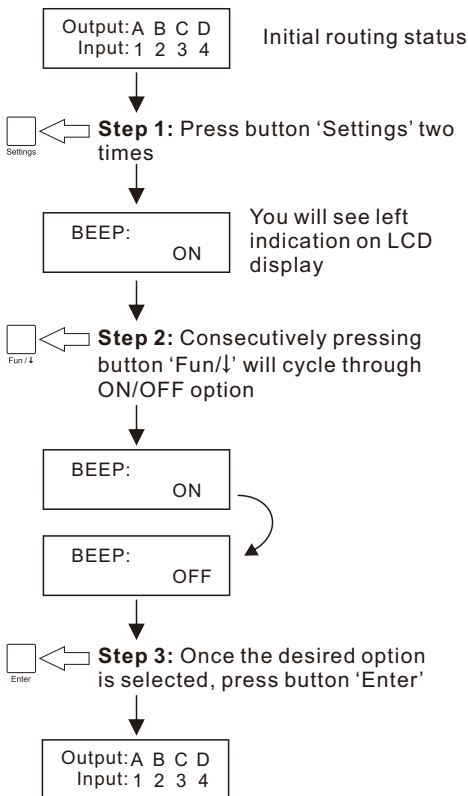 Output: A B C D
Input: 1 2 3 4
Initial routing status
Settings
Step 1: Press button ‘Settings’ two
times
BEEP:
ON
You will see left
indication on LCD
display
Fun /↓
Step 2: Consecutively pressing
button ‘Fun/↓’ will cycle through
ON/OFF option
BEEP:
ON
BEEP:
OFF
Enter
Step 3: Once the desired option
is selected, press button ‘Enter’
Output: A B C D
Input: 1 2 3 4